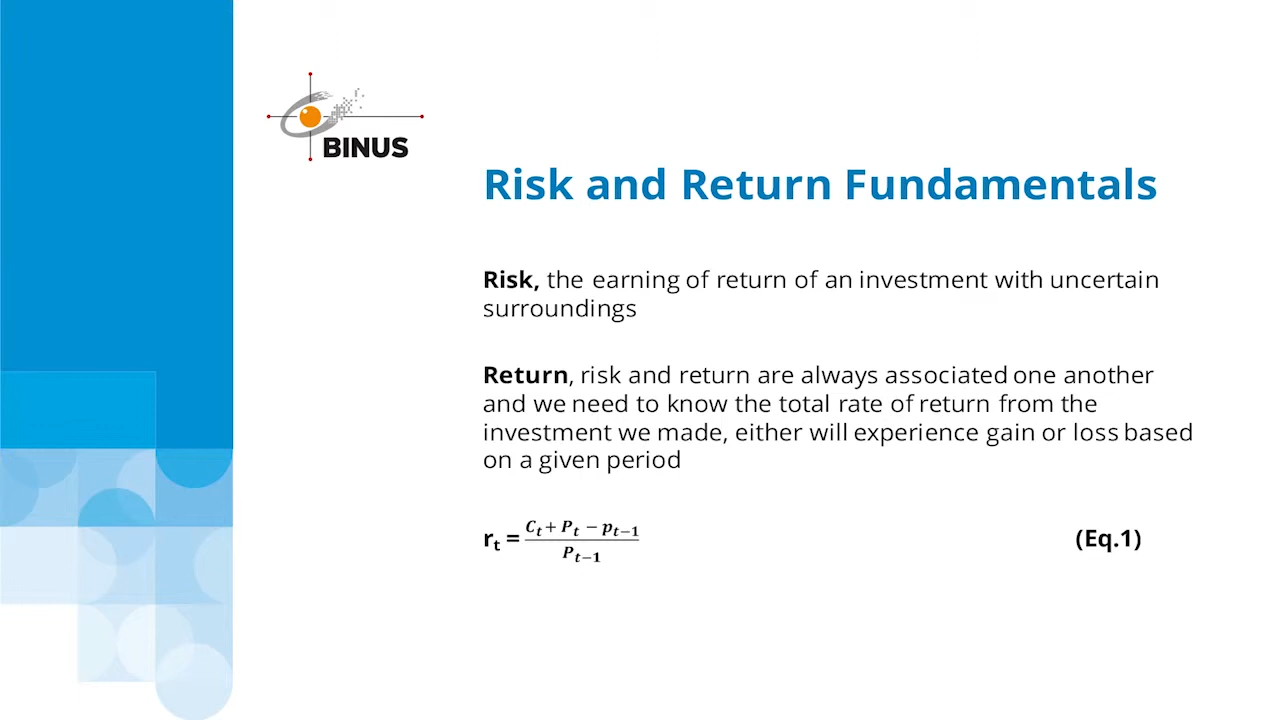 BINUS
Risk and Return Fundamentals
Risk, the earning of return of an investment with uncertain
surroundings
Return, risk and return are always associated one another
and we need to know the total rate of return from the
investment we made, either will experience gain or loss based
on a given period
rₜ = (Cₜ + Pₜ − pₜ₋₁) / Pₜ₋₁ (Eq.1)